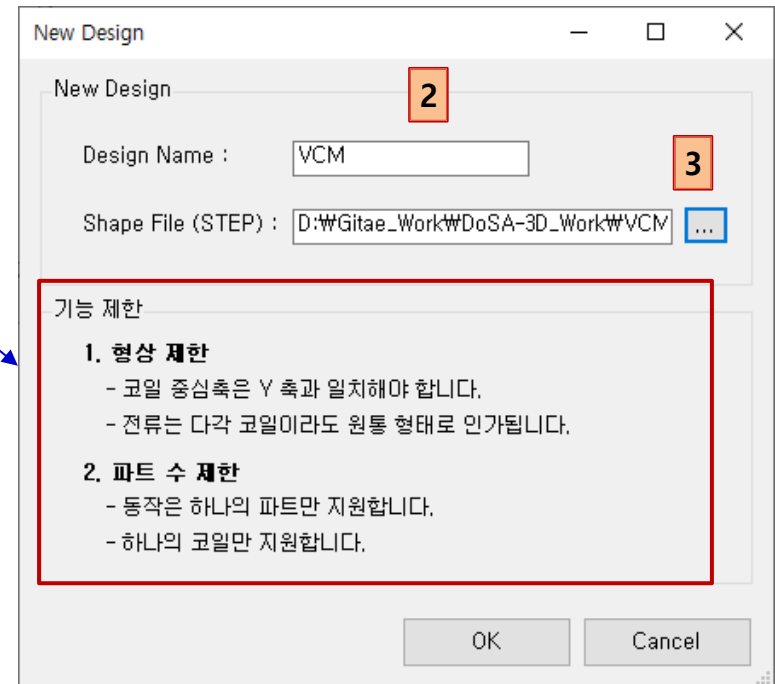 New Design
New Design
2
Design Name :
VCM
3
Shape File (STEP) :
D:₩Gitae_Work₩DoSA-3D_Work₩VCM
...
기능 제한
1. 형상 제한
- 코일 중심축은 Y 축과 일치해야 합니다.
- 전류는 다각 코일이라도 원통 형태로 인가됩니다.
2. 파트 수 제한
- 동작은 하나의 파트만 지원합니다.
- 하나의 코일만 지원합니다.
OK
Cancel